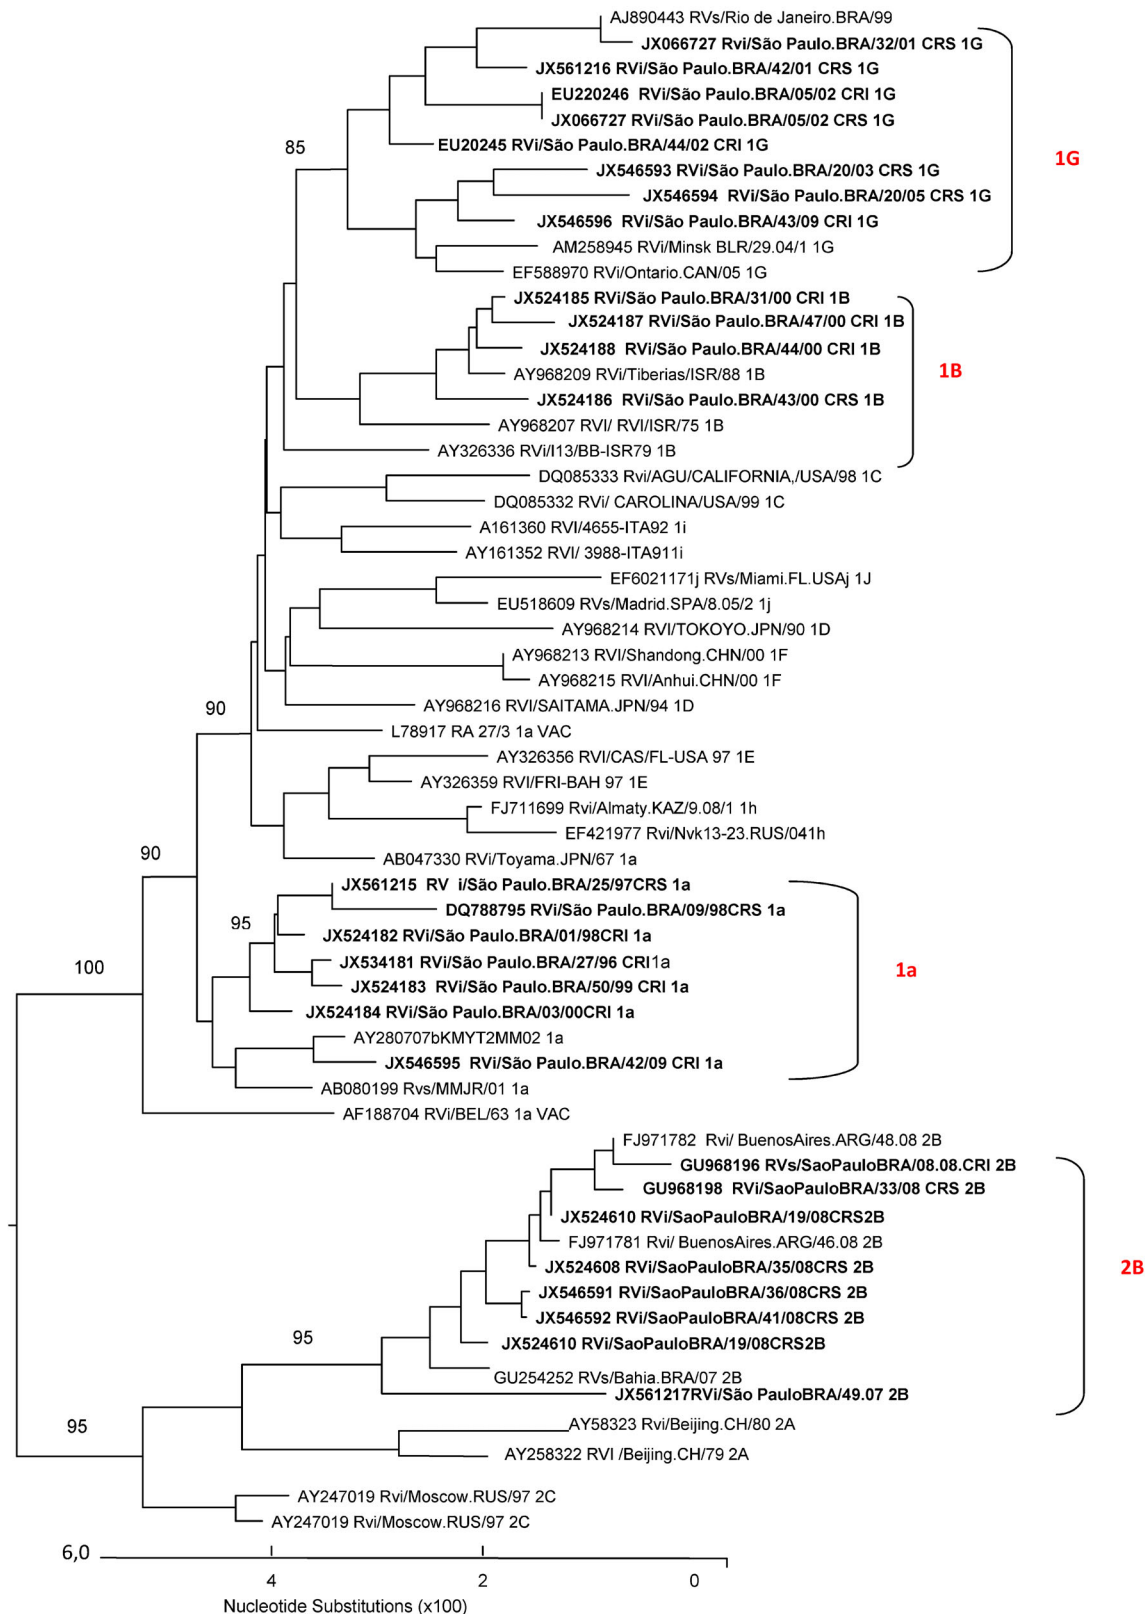 AJ890443 RVs/Rio de Janeiro.BRA/99
JX066727 Rvi/São Paulo.BRA/32/01 CRS 1G
JX561216 RVi/São Paulo.BRA/42/01 CRS 1G
EU220246 RVi/São Paulo.BRA/05/02 CRI 1G
JX066727 RVi/São Paulo.BRA/05/02 CRS 1G
85
EU20245 RVi/São Paulo.BRA/44/02 CRI 1G
1G
JX546593 RVi/São Paulo.BRA/20/03 CRS 1G
JX546594 RVi/São Paulo.BRA/20/05 CRS 1G
JX546596 RVi/São Paulo.BRA/43/09 CRI 1G
AM258945 RVi/Minsk BLR/29.04/1 1G
EF588970 RVi/Ontario.CAN/05 1G
JX524185 RVi/São Paulo.BRA/31/00 CRI 1B
JX524187 RVi/São Paulo.BRA/47/00 CRI 1B
JX524188 RVi/São Paulo.BRA/44/00 CRI 1B
1B
AY968209 RVi/Tiberias/ISR/88 1B
JX524186 RVi/São Paulo.BRA/43/00 CRS 1B
AY968207 RVI/ RVI/ISR/75 1B
AY326336 RVi/I13/BB-ISR79 1B
DQ085333 Rvi/AGU/CALIFORNIA,/USA/98 1C
DQ085332 RVi/ CAROLINA/USA/99 1C
A161360 RVI/4655-ITA92 1i
AY161352 RVI/ 3988-ITA911i
EF6021171j RVs/Miami.FL.USAj 1J
EU518609 RVs/Madrid.SPA/8.05/2 1j
AY968214 RVI/TOKOYO.JPN/90 1D
AY968213 RVI/Shandong.CHN/00 1F
AY968215 RVI/Anhui.CHN/00 1F
AY968216 RVI/SAITAMA.JPN/94 1D
90
L78917 RA 27/3 1a VAC
AY326356 RVI/CAS/FL-USA 97 1E
AY326359 RVI/FRI-BAH 97 1E
FJ711699 Rvi/Almaty.KAZ/9.08/1 1h
EF421977 Rvi/Nvk13-23.RUS/041h
90
AB047330 RVi/Toyama.JPN/67 1a
JX561215 RV i/São Paulo.BRA/25/97CRS 1a
DQ788795 RVi/São Paulo.BRA/09/98CRS 1a
95
JX524182 RVi/São Paulo.BRA/01/98CRI 1a
JX534181 RVi/São Paulo.BRA/27/96 CRI1a
100
1a
JX524183 RVi/São Paulo.BRA/50/99 CRI 1a
JX524184 RVi/São Paulo.BRA/03/00CRI 1a
AY280707bKMYT2MM02 1a
JX546595 RVi/São Paulo.BRA/42/09 CRI 1a
AB080199 Rvs/MMJR/01 1a
AF188704 RVi/BEL/63 1a VAC
FJ971782 Rvi/ BuenosAires.ARG/48.08 2B
GU968196 RVs/SaoPauloBRA/08.08.CRI 2B
GU968198 RVi/SaoPauloBRA/33/08 CRS 2B
JX524610 RVi/SaoPauloBRA/19/08CRS2B
FJ971781 Rvi/ BuenosAires.ARG/46.08 2B
JX524608 RVi/SaoPauloBRA/35/08CRS 2B
2B
JX546591 RVi/SaoPauloBRA/36/08CRS 2B
JX546592 RVi/SaoPauloBRA/41/08CRS 2B
95
JX524610 RVi/SaoPauloBRA/19/08CRS2B
GU254252 RVs/Bahia.BRA/07 2B
JX561217RVi/São PauloBRA/49.07 2B
95
AY58323 Rvi/Beijing.CH/80 2A
AY258322 RVI /Beijing.CH/79 2A
AY247019 Rvi/Moscow.RUS/97 2C
AY247019 Rvi/Moscow.RUS/97 2C
6,0
4 2 0
Nucleotide Substitutions (x100)